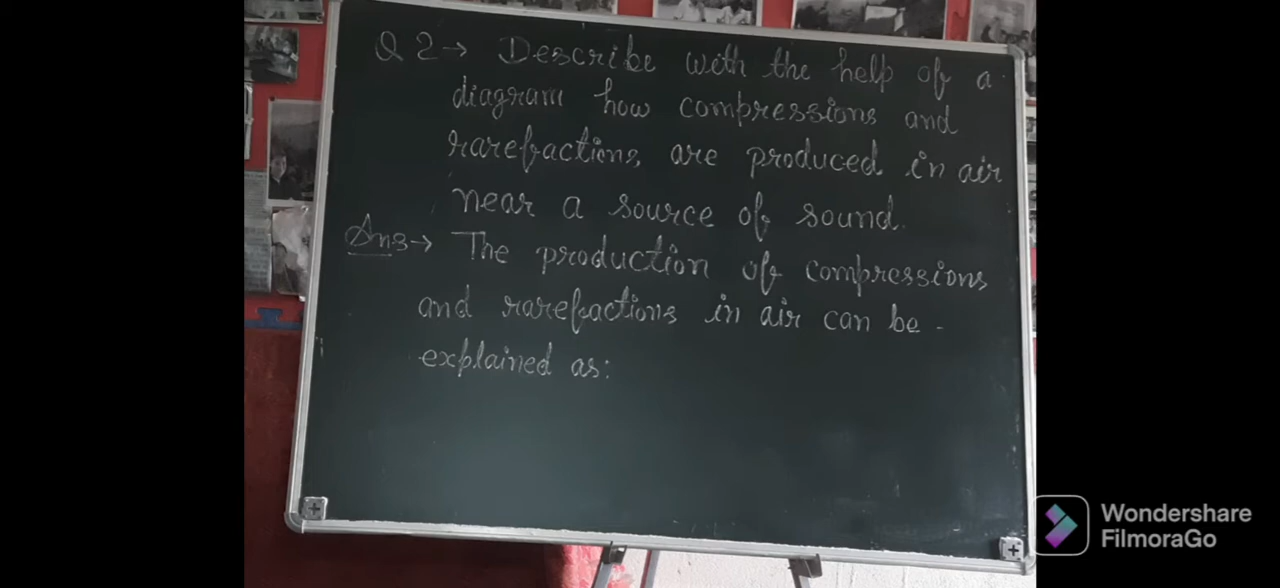 Q 2→ Describe with the help of a
diagram how compressions and
rarefactions, are produced in air
near a source of sound.
Ans→ The production of compressions
and rarefactions in air can be -
explained as:
Wondershare
FilmoraGo